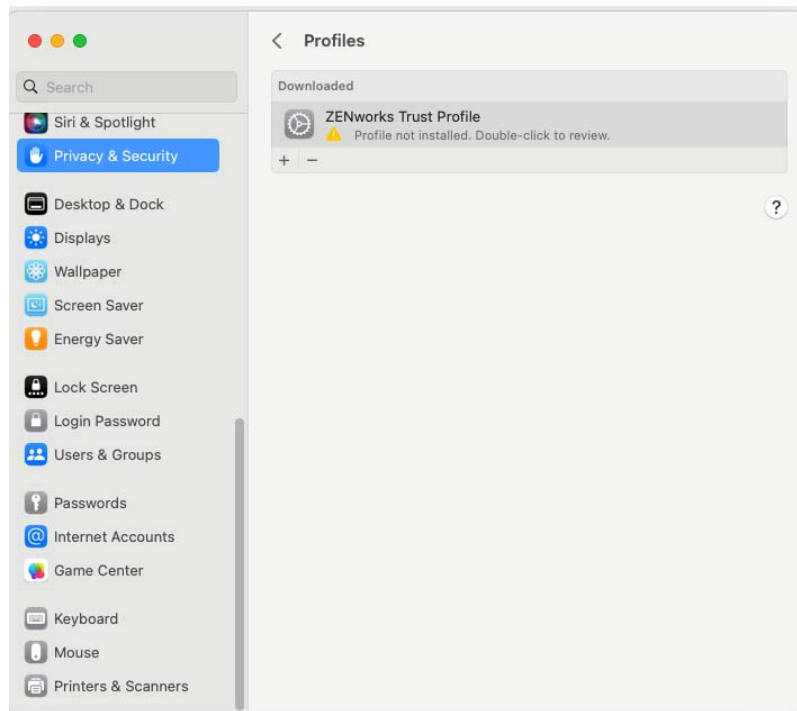 Search
Siri & Spotlight
Privacy & Security
Desktop & Dock
Displays
Wallpaper
Screen Saver
Energy Saver
Lock Screen
Login Password
Users & Groups
Passwords
Internet Accounts
Game Center
Keyboard
Mouse
Printers & Scanners
< Profiles
Downloaded
ZENworks Trust Profile
Profile not installed. Double-click to review.
+ −
?